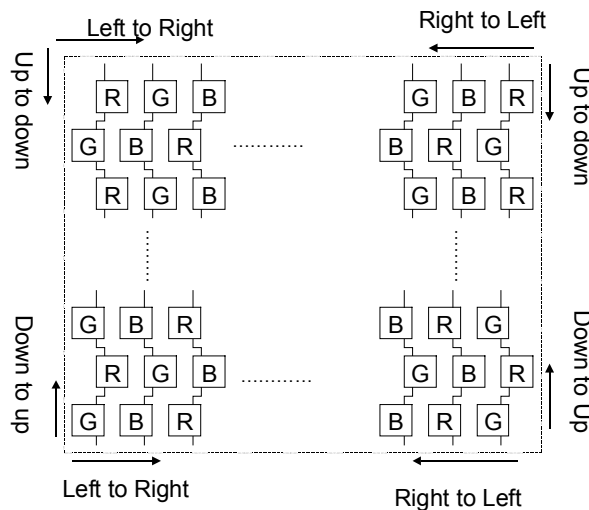 Left to Right
Right to Left
Up to down
Up to down
R G B
G B R
G B R
B R G
R G B
G B R
G B R
B R G
R G B
G B R
G B R
B R G
Down to up
Down to Up
Left to Right
Right to Left